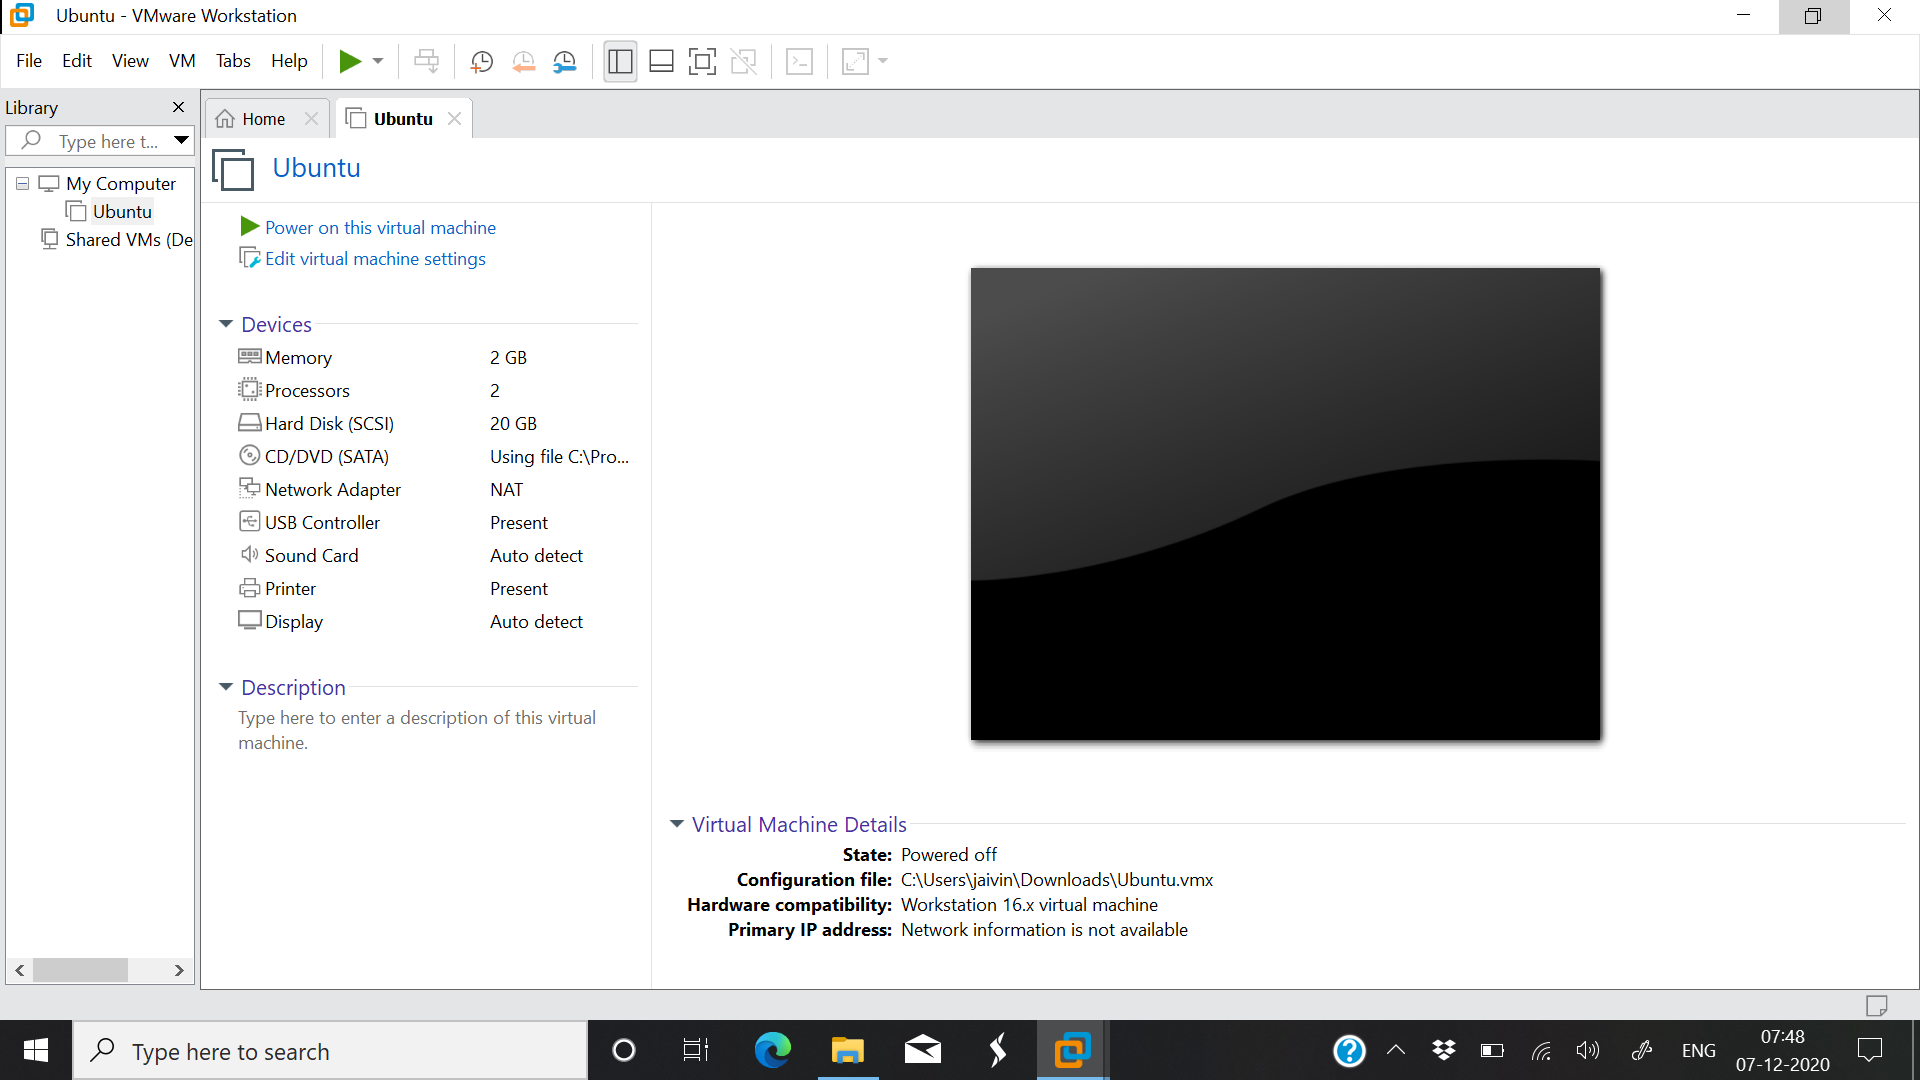 Ubuntu - VMware Workstation
File Edit View VM Tabs Help
Library
Type here t...
My Computer
Ubuntu
Shared VMs (De
Home
Ubuntu
Ubuntu
Power on this virtual machine
Edit virtual machine settings
Devices
Memory 2 GB
Processors 2
Hard Disk (SCSI) 20 GB
CD/DVD (SATA) Using file C:\Pro...
Network Adapter NAT
USB Controller Present
Sound Card Auto detect
Printer Present
Display Auto detect
Description
Type here to enter a description of this virtual
machine.
Virtual Machine Details
State: Powered off
Configuration file: C:\Users\jaivin\Downloads\Ubuntu.vmx
Hardware compatibility: Workstation 16.x virtual machine
Primary IP address: Network information is not available
Type here to search
ENG
07:48
07-12-2020